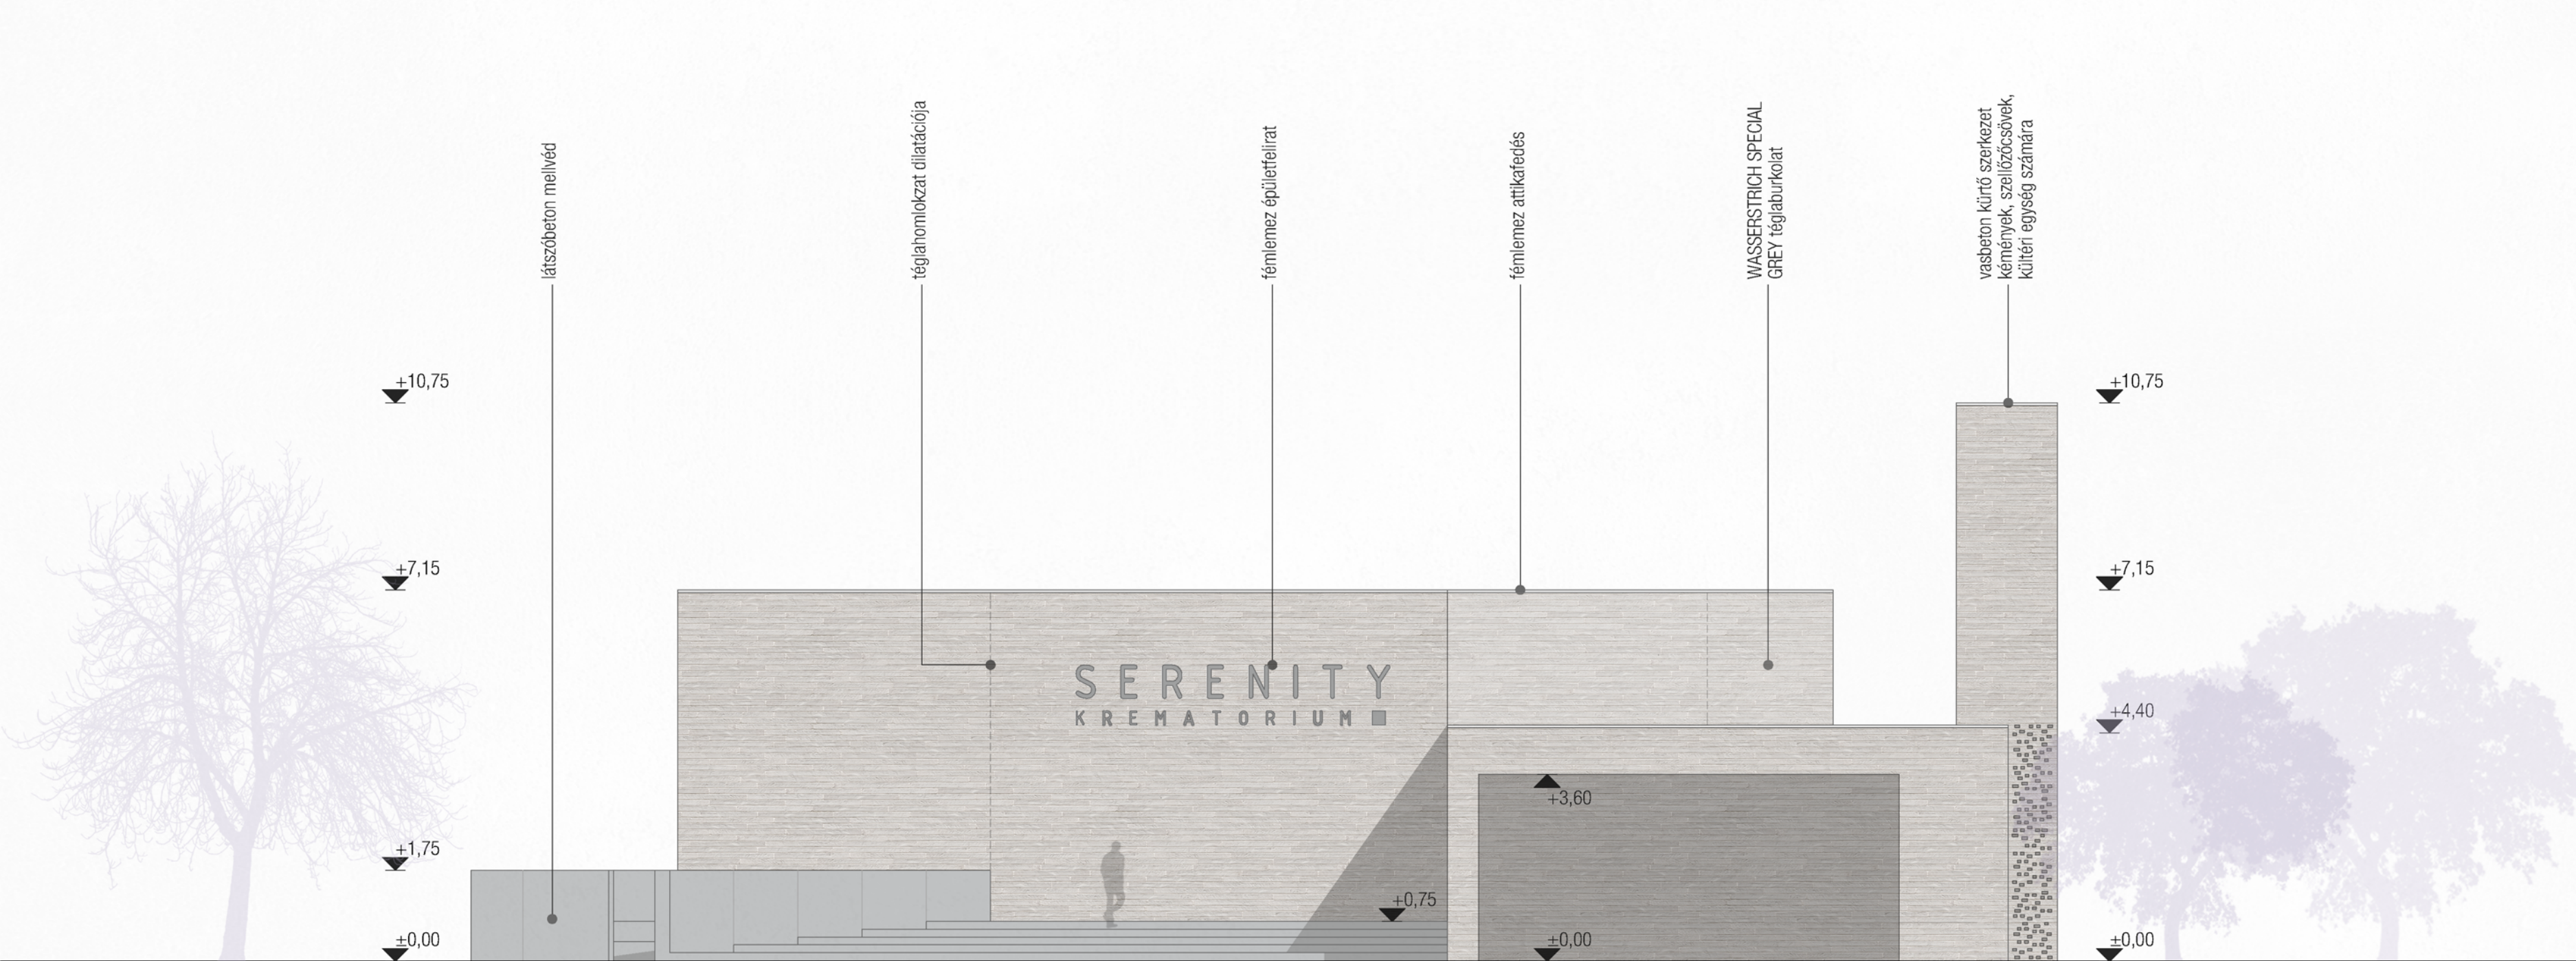 látszóbeton mellvéd
téglahomlokzat dilatációja
fémlemez épületfelirat
fémlemez attikafedés
WASSERSTRICH SPECIAL
GREY téglaburkolat
vasbeton kürtő szerkezet
kémények, szellőzőcsövek,
kültéri egység számára
+10,75
+10,75
+7,15
+7,15
SERENITY
KREMATORIUM
+4,40
+3,60
+1,75
+0,75
±0,00
±0,00
±0,00